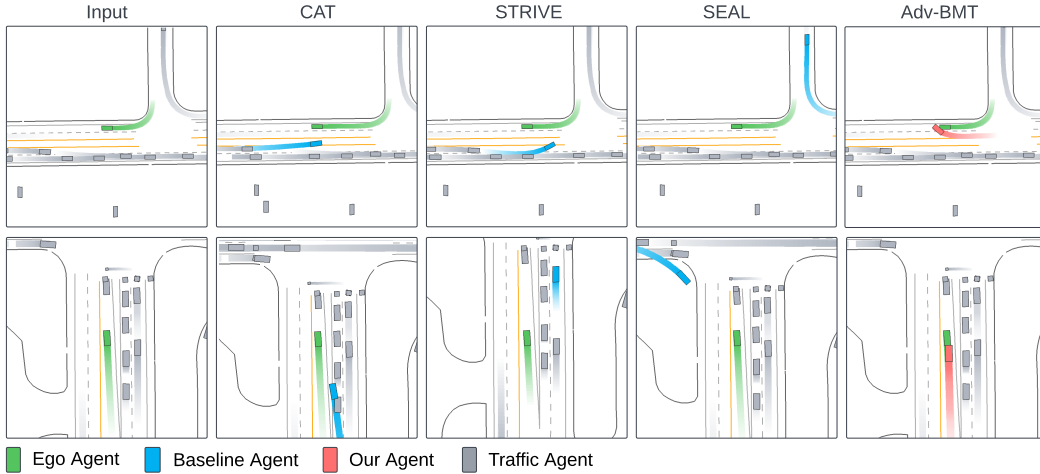 Input CAT STRIVE SEAL Adv-BMT
Ego Agent Baseline Agent Our Agent Traffic Agent